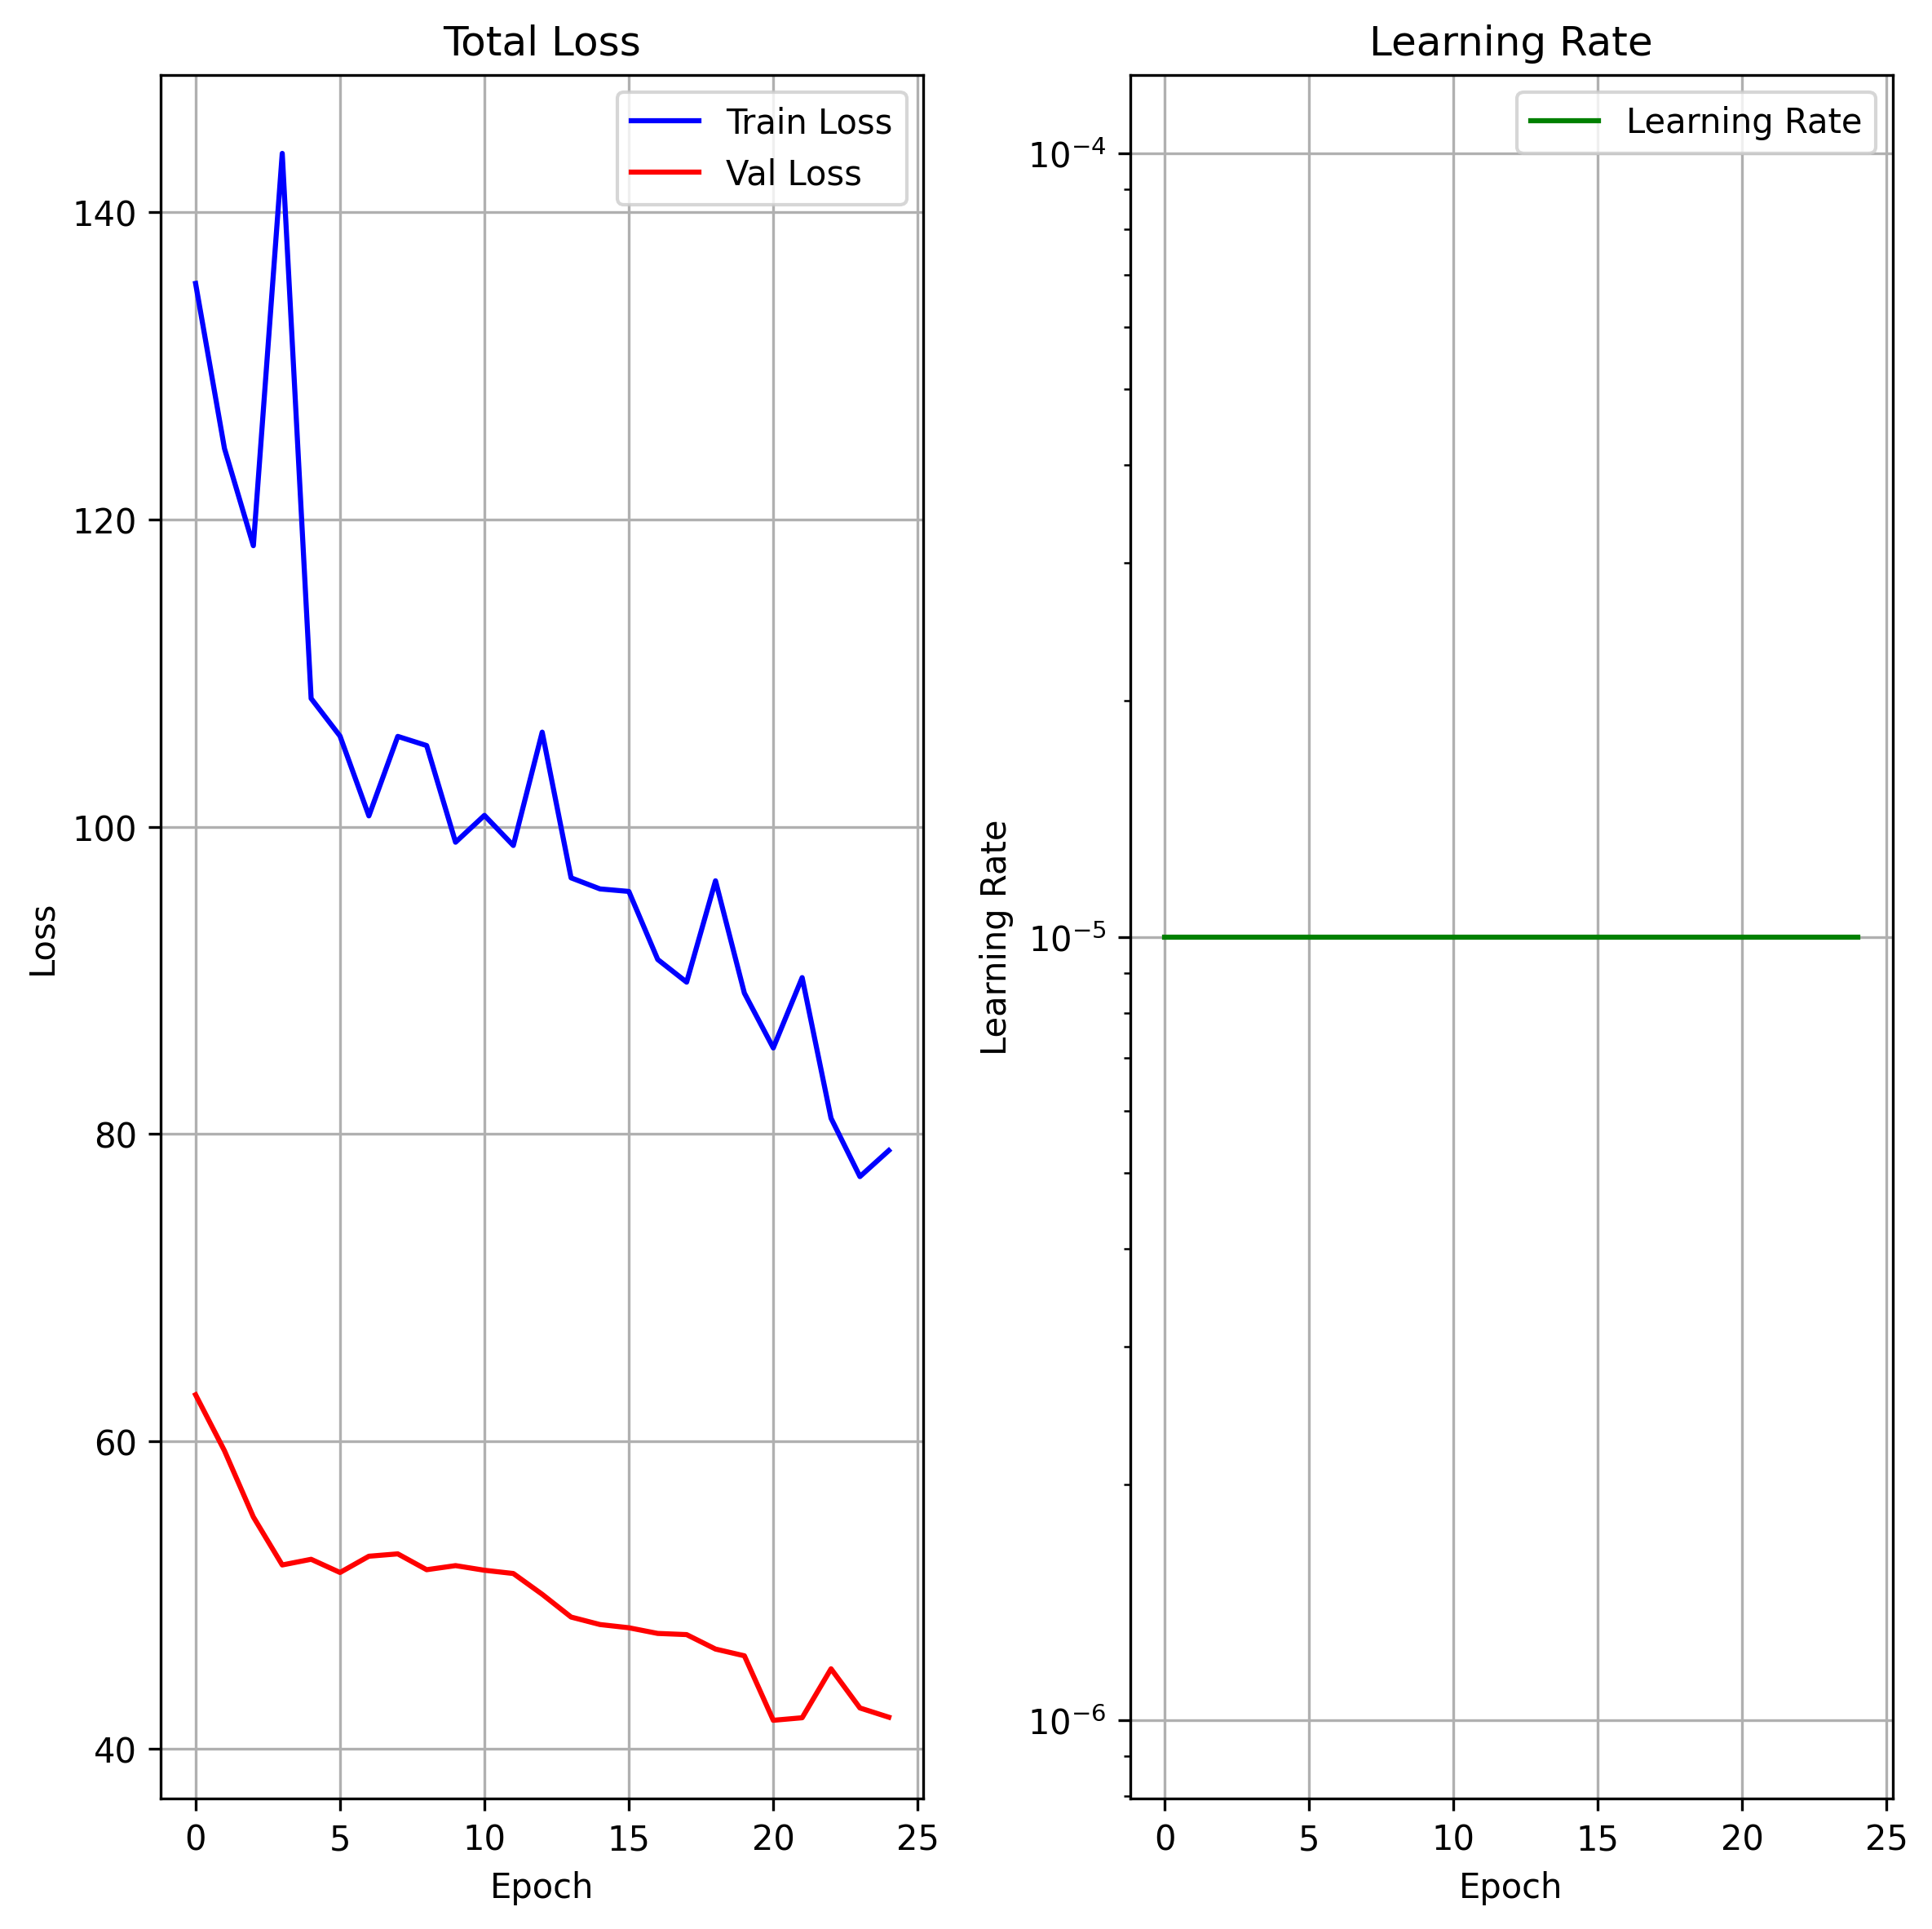 Total Loss
Train Loss
Val Loss
140
120
100
80
60
40
Loss
0 5 10 15 20 25
Epoch
Learning Rate
Learning Rate
10⁻⁴
10⁻⁵
10⁻⁶
Learning Rate
0 5 10 15 20 25
Epoch